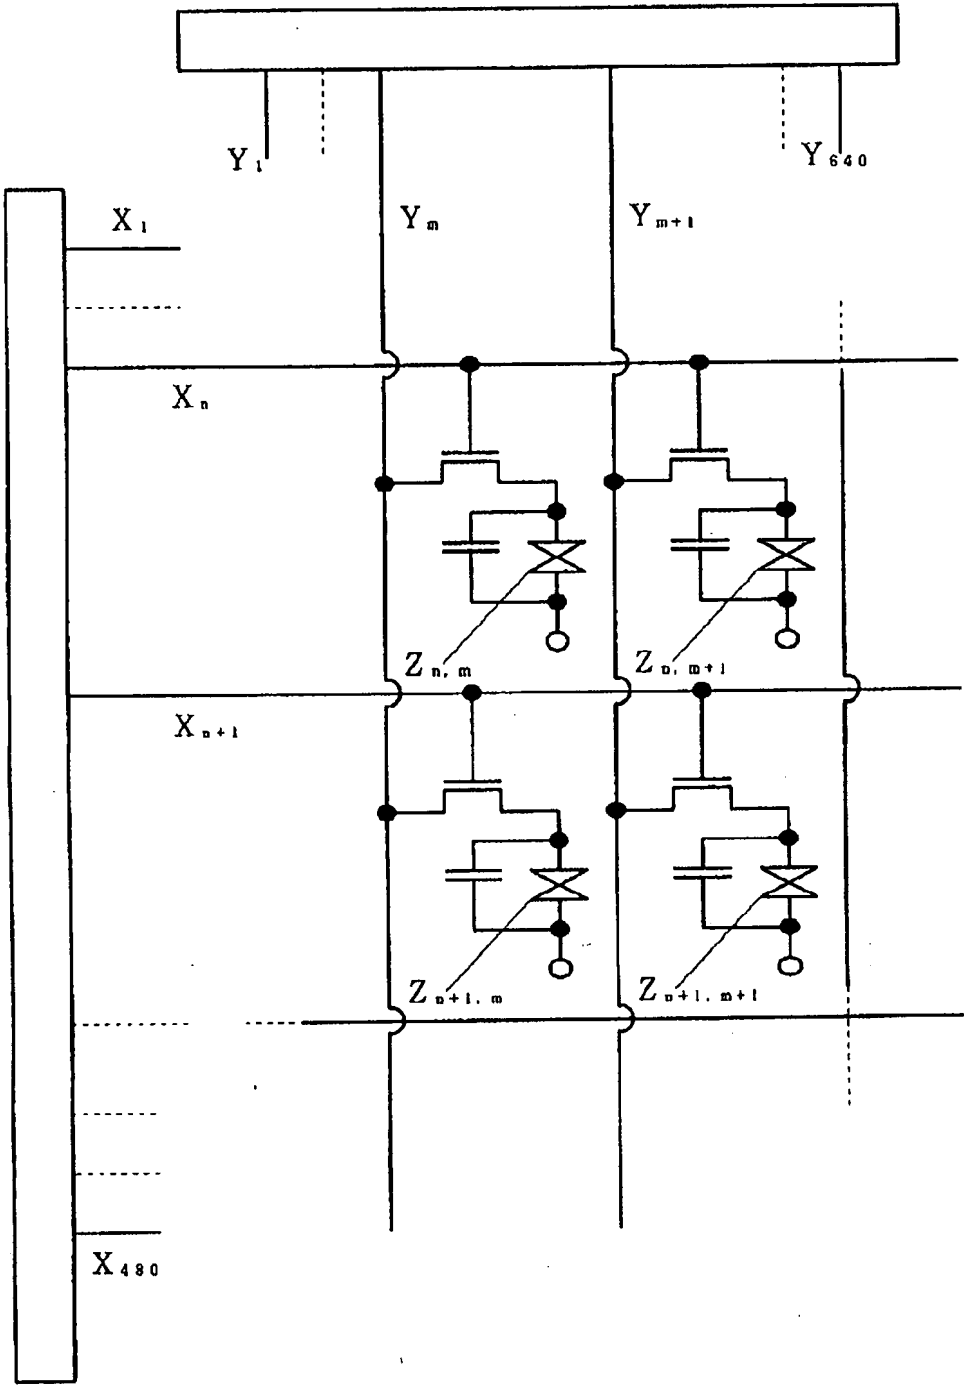 Y₁
Y₆₄₀
X₁
Yₘ
Yₘ₊₁
Xₙ
Zₙ,ₘ
Zₙ,ₘ₊₁
Xₙ₊₁
Zₙ₊₁,ₘ
Zₙ₊₁,ₘ₊₁
X₄₈₀